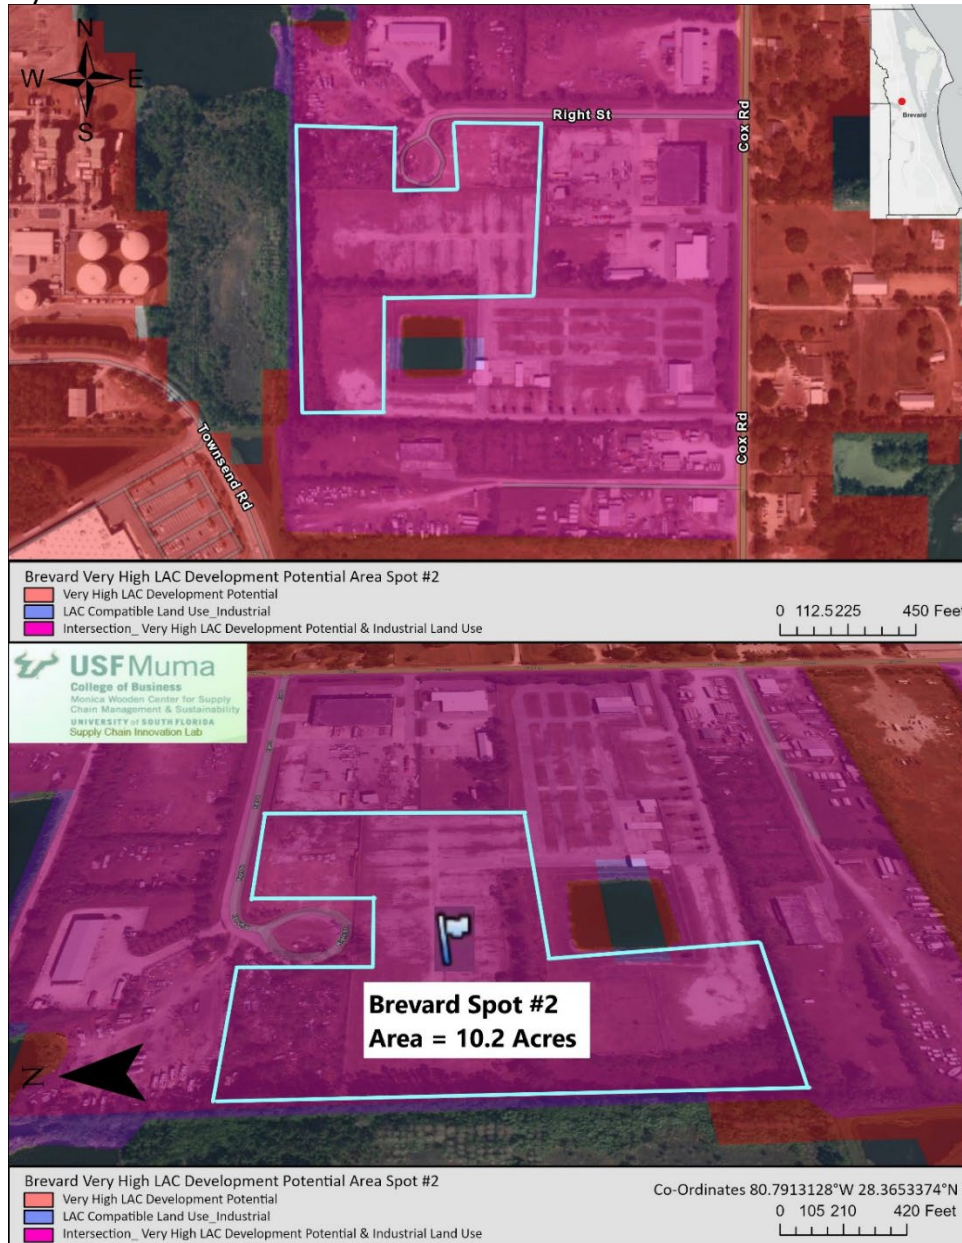 N
W E
S
Right St
Cox Rd
Brevard
Cox Rd
Townsend Rd
Brevard Very High LAC Development Potential Area Spot #2
Very High LAC Development Potential
LAC Compatible Land Use_Industrial
Intersection_ Very High LAC Development Potential & Industrial Land Use
0 112.5225 450 Feet
USF Muma
College of Business
Monica Wooden Center for Supply
Chain Management & Sustainability
UNIVERSITY of SOUTH FLORIDA
Supply Chain Innovation Lab
Brevard Spot #2
Area = 10.2 Acres
N
Brevard Very High LAC Development Potential Area Spot #2
Very High LAC Development Potential
LAC Compatible Land Use_Industrial
Intersection_ Very High LAC Development Potential & Industrial Land Use
Co-Ordinates 80.7913128°W 28.3653374°N
0 105 210 420 Feet